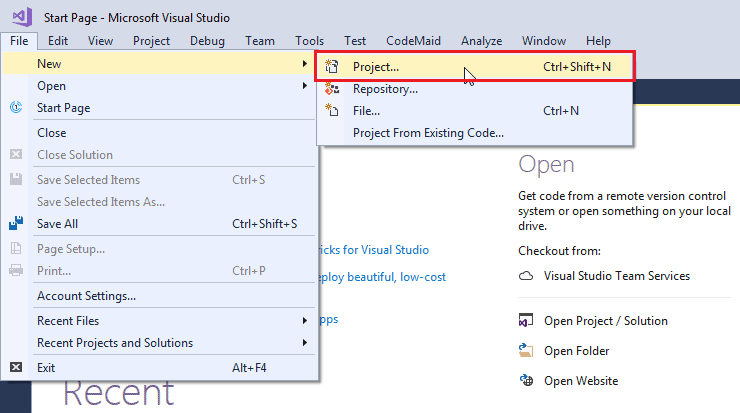 Start Page - Microsoft Visual Studio
File Edit View Project Debug Team Tools Test CodeMaid Analyze Window Help
New
Open
Start Page
Close
Close Solution
Save Selected Items Ctrl+S
Save Selected Items As...
Save All Ctrl+Shift+S
Page Setup...
Print... Ctrl+P
Account Settings...
Recent Files
Recent Projects and Solutions
Exit Alt+F4
Project... Ctrl+Shift+N
Repository...
File... Ctrl+N
Project From Existing Code...
ricks for Visual Studio
eploy beautiful, low-cost
pps
Recent
Open
Get code from a remote version control
system or open something on your local
drive.
Checkout from:
Visual Studio Team Services
Open Project / Solution
Open Folder
Open Website